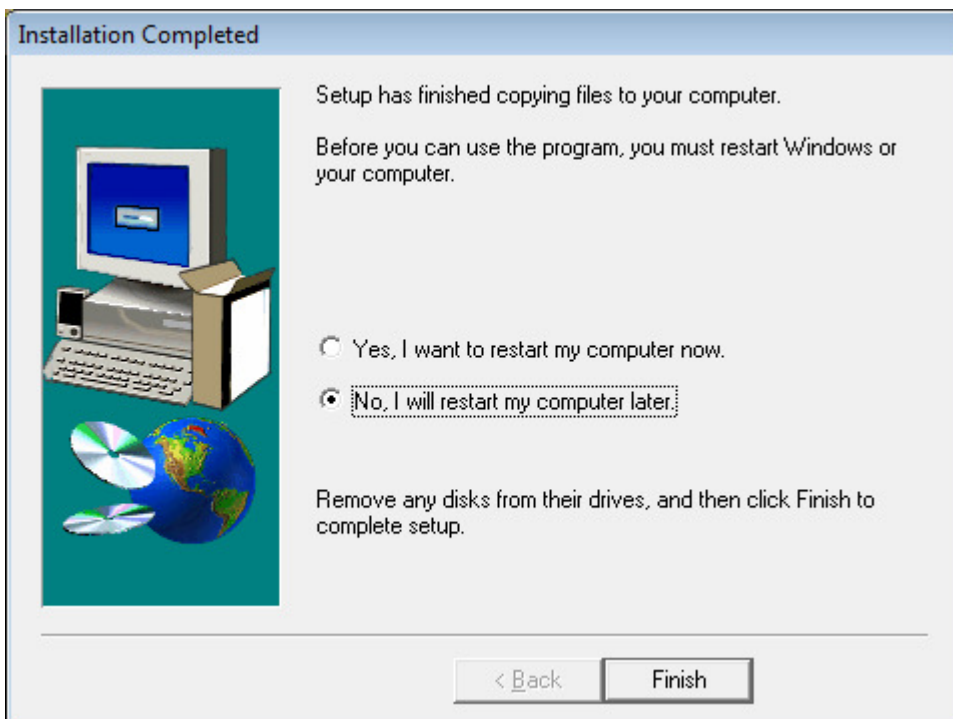 Installation Completed
Setup has finished copying files to your computer.
Before you can use the program, you must restart Windows or
your computer.
Yes, I want to restart my computer now.
No, I will restart my computer later.
Remove any disks from their drives, and then click Finish to
complete setup.
< Back
Finish